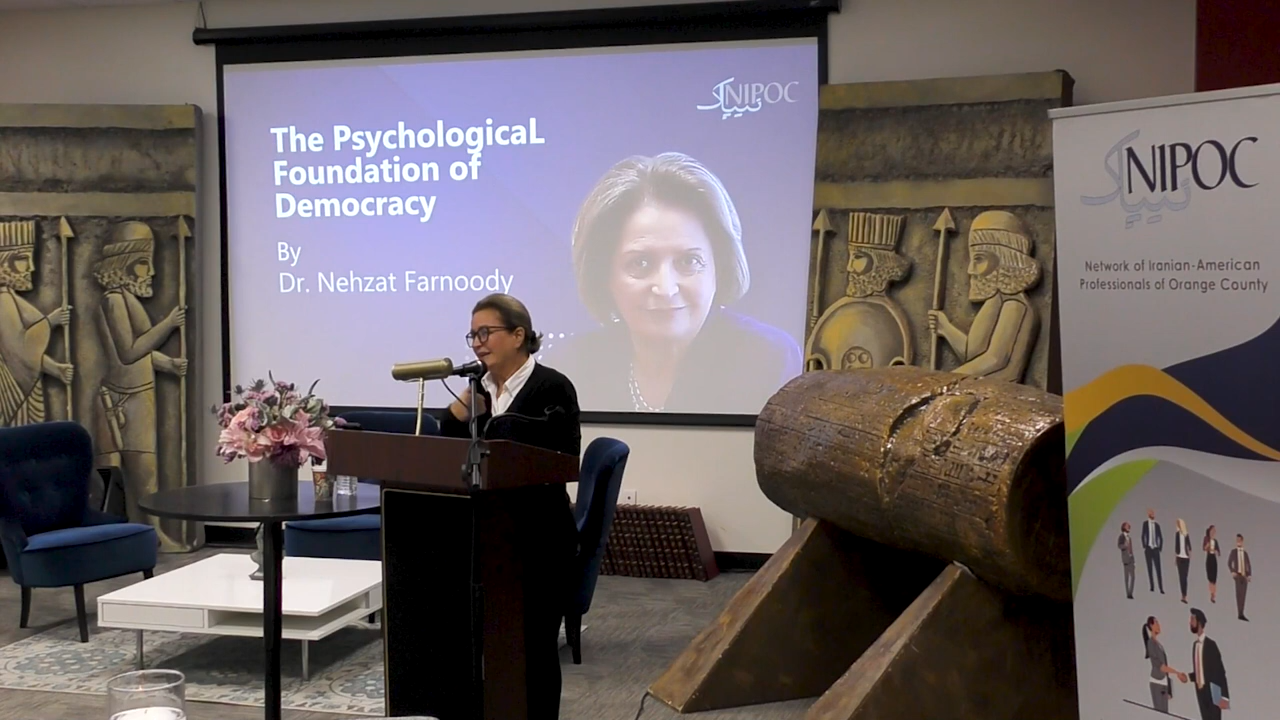 NIPOC
نیپاک
The PsychologicaL
Foundation of
Democracy
By
Dr. Nehzat Farnoody
NIPOC
نیپاک
Network of Iranian-American
Professionals of Orange County